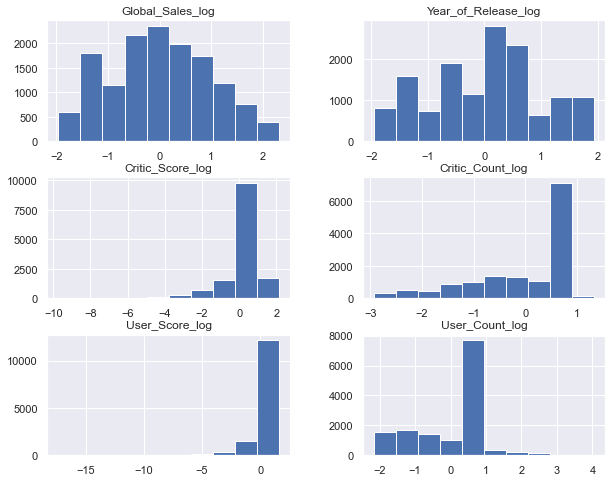 Global_Sales_log
Year_of_Release_log
2000
1500
1000
500
0
−2 −1 0 1 2
2000
1000
0
−2 −1 0 1 2
Critic_Score_log
Critic_Count_log
10000
7500
5000
2500
0
−10 −8 −6 −4 −2 0 2
6000
4000
2000
0
−3 −2 −1 0 1
User_Score_log
User_Count_log
10000
5000
0
−15 −10 −5 0
8000
6000
4000
2000
0
−2 −1 0 1 2 3 4